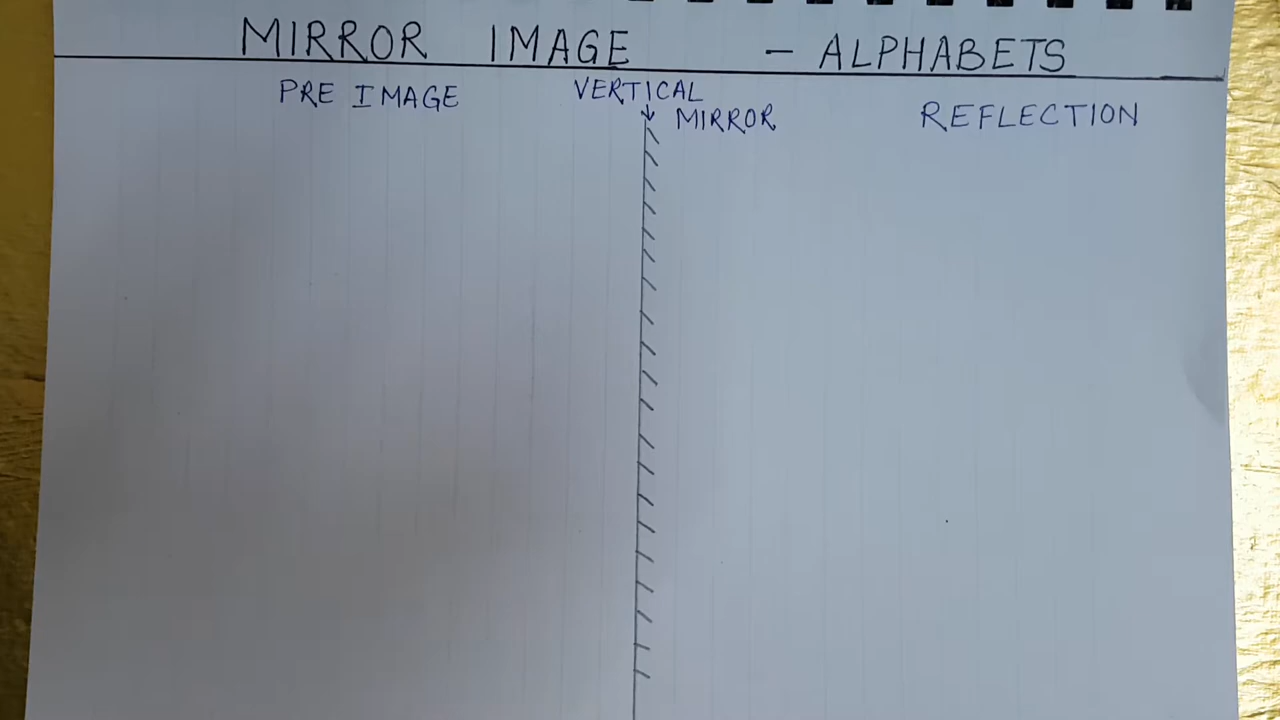 MIRROR IMAGE - ALPHABETS
PRE IMAGE
VERTICAL
MIRROR
REFLECTION